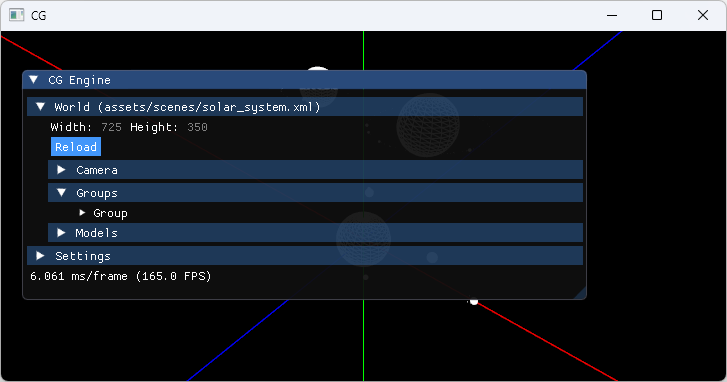 CG
CG Engine
World (assets/scenes/solar_system.xml)
Width: 725 Height: 350
Reload
Camera
Groups
Group
Models
Settings
6.061 ms/frame (165.0 FPS)